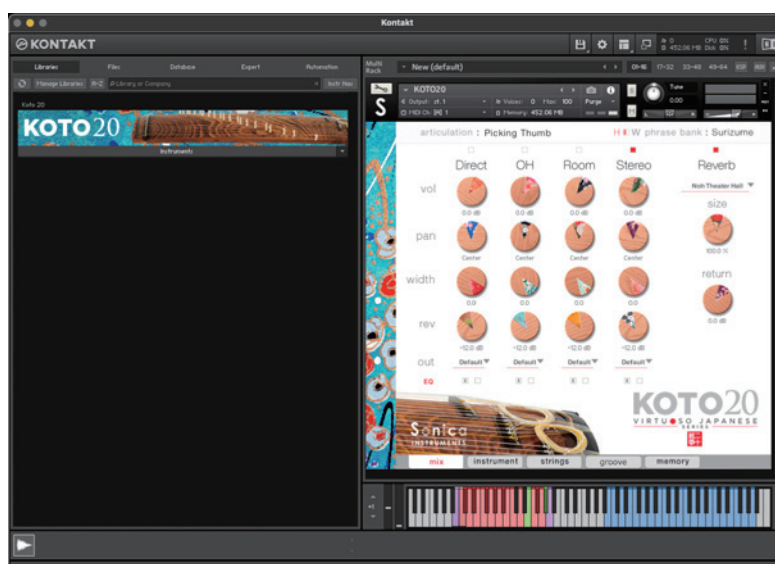 Kontakt
KONTAKT
Libraries Files Database Expert Automation
Manage Libraries A-Z Library or Company
Koto 20
KOTO20
Instruments
Multi Rack New (default) 01-16 17-32 33-48 49-64 KSP AUX
KOTO20
Output: st.1 Voices: 0 Max: 100 Purge
MIDI Ch: [A] 1 Memory: 452.06 MB
Tune
0.00
S
M
articulation : Picking Thumb
H K W phrase bank : Surizume
Direct OH Room Stereo Reverb
Noh Theater Hall
vol
0.0 dB 0.0 dB 0.0 dB 0.0 dB
size
100.0 %
pan
Center Center Center Center
width
0.0 0.0 0.0 0.0
return
0.0 dB
rev
-12.0 dB -12.0 dB -12.0 dB -12.0 dB
out Default Default Default Default
EQ
KOTO20
VIRTUOSO JAPANESE
SERIES
Sonica
INSTRUMENTS
mix instrument strings groove memory
+1